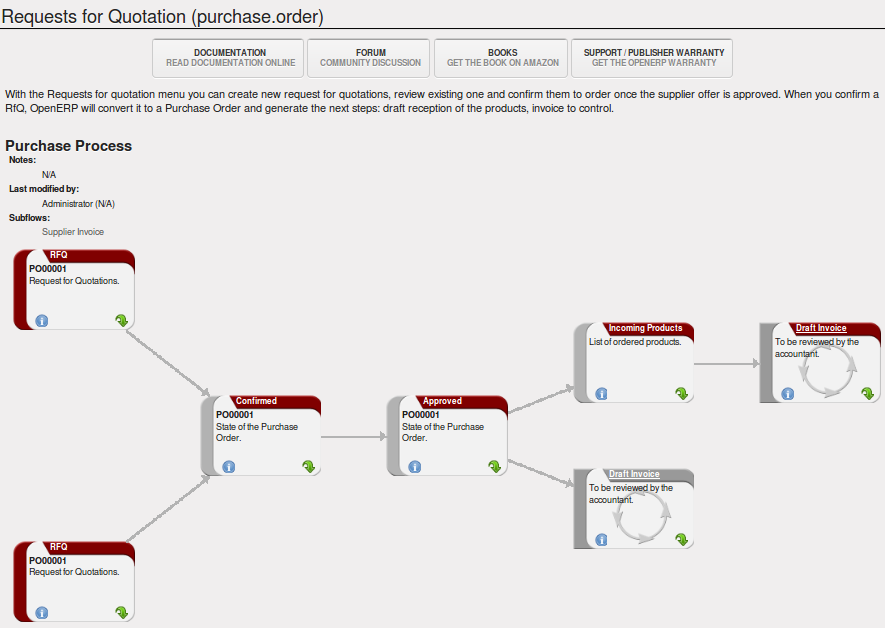 Requests for Quotation (purchase.order)
DOCUMENTATION
READ DOCUMENTATION ONLINE
FORUM
COMMUNITY DISCUSSION
BOOKS
GET THE BOOK ON AMAZON
SUPPORT / PUBLISHER WARRANTY
GET THE OPENERP WARRANTY
With the Requests for quotation menu you can create new request for quotations, review existing one and confirm them to order once the supplier offer is approved. When you confirm a
RfQ, OpenERP will convert it to a Purchase Order and generate the next steps: draft reception of the products, invoice to control.
Purchase Process
Notes:
N/A
Last modified by:
Administrator (N/A)
Subflows:
Supplier Invoice
RFQ
PO00001
Request for Quotations.
Incoming Products
List of ordered products.
Draft Invoice
To be reviewed by the
accountant.
Confirmed
PO00001
State of the Purchase
Order.
Approved
PO00001
State of the Purchase
Order.
Draft Invoice
To be reviewed by the
accountant.
RFQ
PO00001
Request for Quotations.